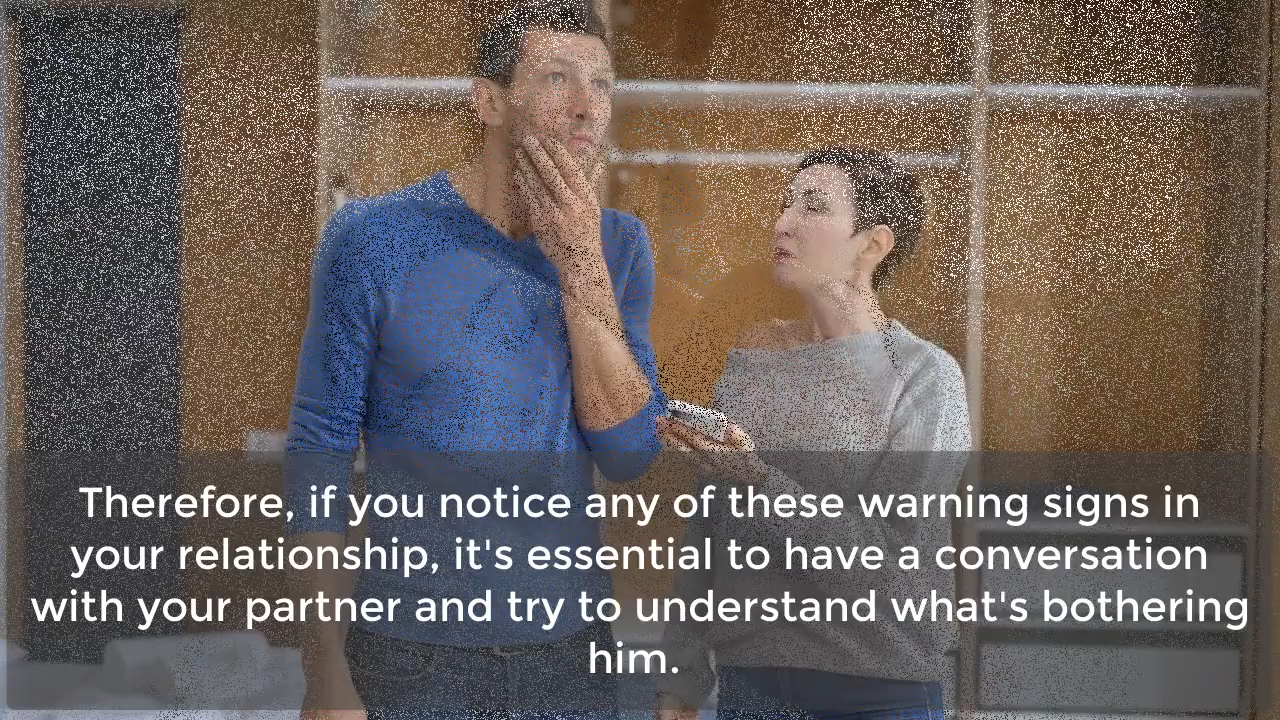 Therefore, if you notice any of these warning signs in
your relationship, it's essential to have a conversation
with your partner and try to understand what's bothering
him.